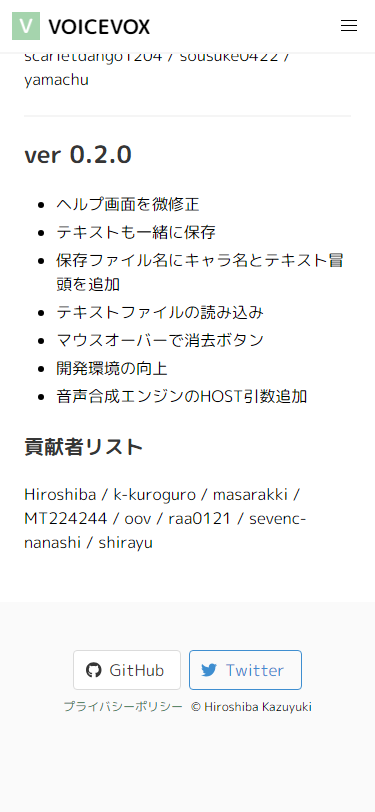 VOICEVOX
scarletdango1204 / sousuke0422 /
yamachu
ver 0.2.0
ヘルプ画面を微修正
テキストも一緒に保存
保存ファイル名にキャラ名とテキスト冒
頭を追加
テキストファイルの読み込み
マウスオーバーで消去ボタン
開発環境の向上
音声合成エンジンのHOST引数追加
貢献者リスト
Hiroshiba / k-kuroguro / masarakki /
MT224244 / oov / raa0121 / sevenc-
nanashi / shirayu
GitHub Twitter
プライバシーポリシー © Hiroshiba Kazuyuki